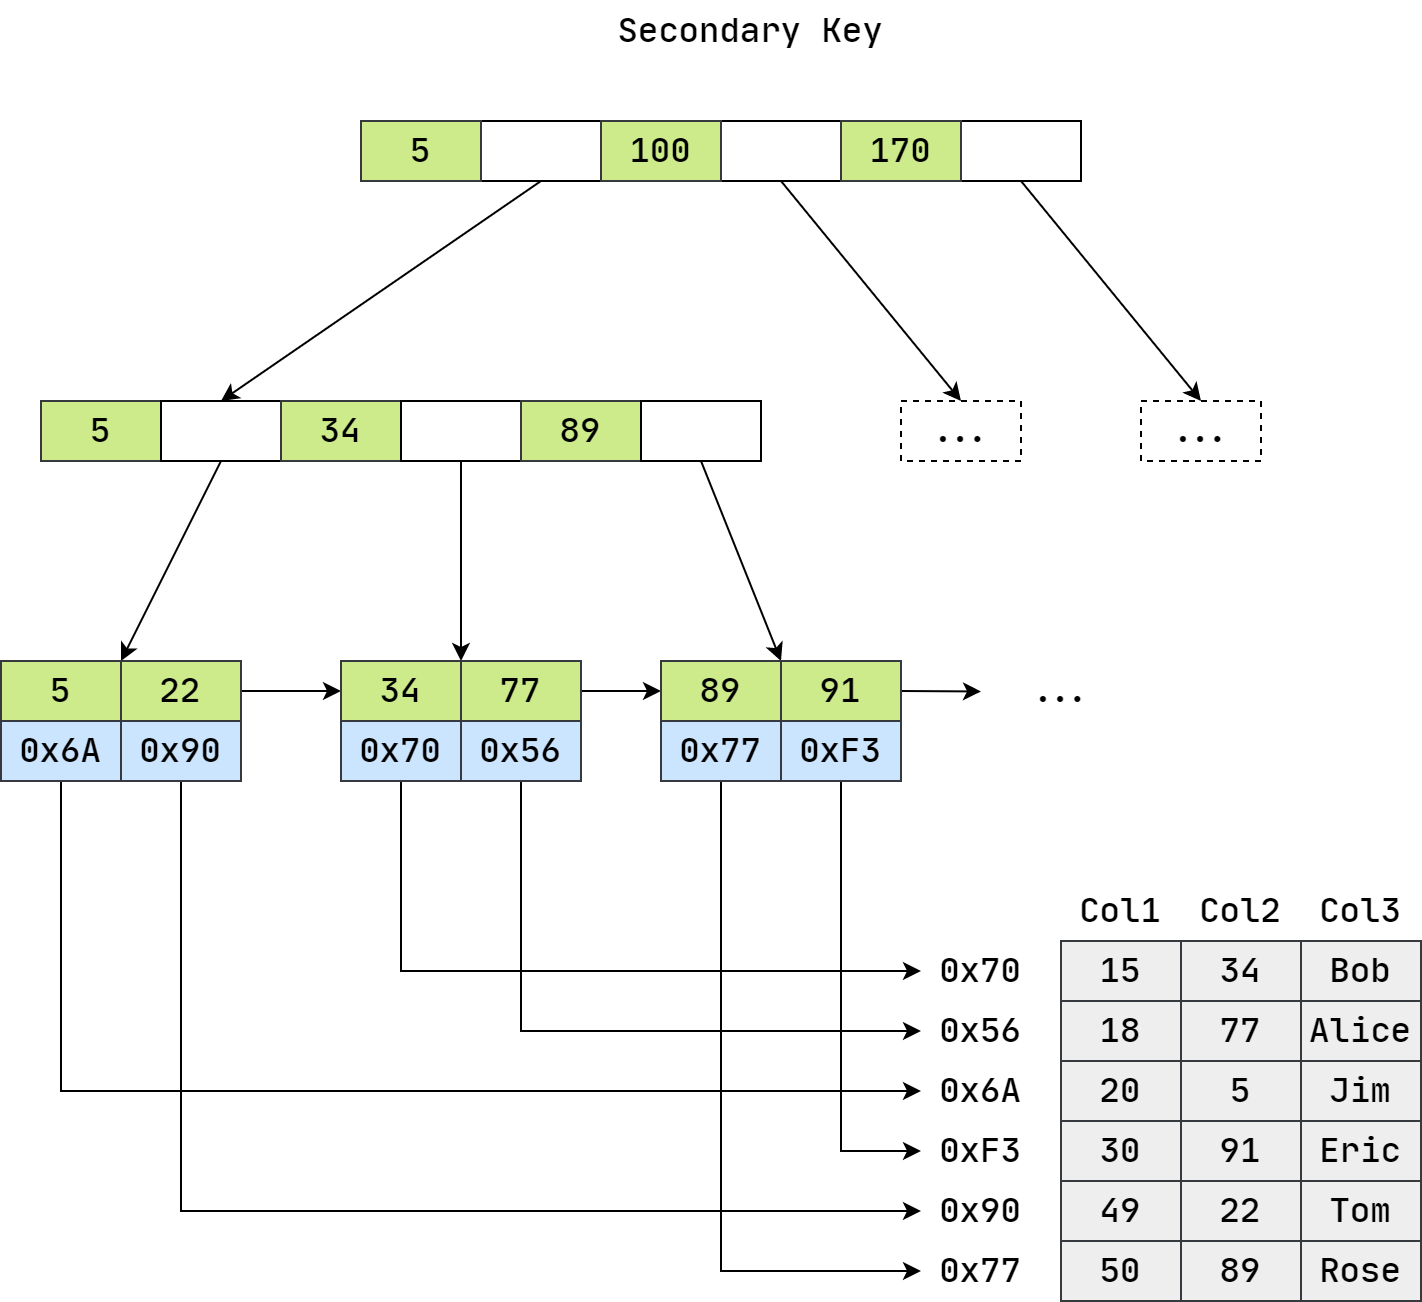 Secondary Key
5 100 170
5 34 89 ... ...
5 22 34 77 89 91 ...
0x6A 0x90 0x70 0x56 0x77 0xF3
Col1 Col2 Col3
0x70 15 34 Bob
0x56 18 77 Alice
0x6A 20 5 Jim
0xF3 30 91 Eric
0x90 49 22 Tom
0x77 50 89 Rose